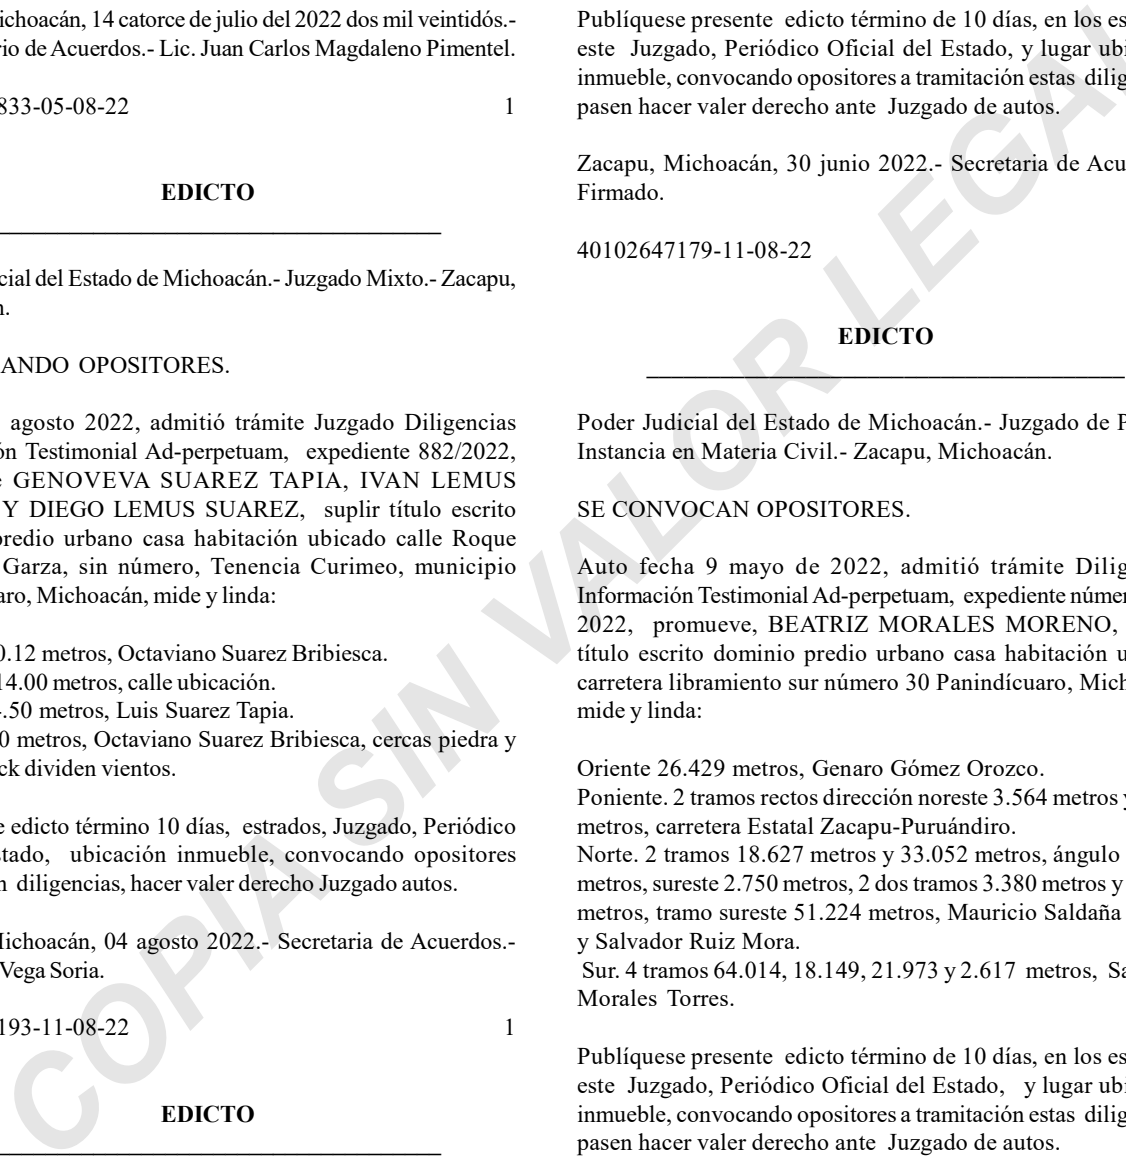 ichoacán, 14 catorce de julio del 2022 dos mil veintidós.-
rio de Acuerdos.- Lic. Juan Carlos Magdaleno Pimentel.
833-05-08-22 1
EDICTO
cial del Estado de Michoacán.- Juzgado Mixto.- Zacapu,
n.
ANDO OPOSITORES.
agosto 2022, admitió trámite Juzgado Diligencias
ón Testimonial Ad-perpetuam, expediente 882/2022,
e GENOVEVA SUAREZ TAPIA, IVAN LEMUS
Y DIEGO LEMUS SUAREZ, suplir título escrito
predio urbano casa habitación ubicado calle Roque
Garza, sin número, Tenencia Curimeo, municipio
aro, Michoacán, mide y linda:
0.12 metros, Octaviano Suarez Bribiesca.
14.00 metros, calle ubicación.
.50 metros, Luis Suarez Tapia.
0 metros, Octaviano Suarez Bribiesca, cercas piedra y
ck dividen vientos.
e edicto término 10 días, estrados, Juzgado, Periódico
stado, ubicación inmueble, convocando opositores
n diligencias, hacer valer derecho Juzgado autos.
Michoacán, 04 agosto 2022.- Secretaria de Acuerdos.-
Vega Soria.
193-11-08-22 1
EDICTO
Publíquese presente edicto término de 10 días, en los es
este Juzgado, Periódico Oficial del Estado, y lugar ubi
inmueble, convocando opositores a tramitación estas dilig
pasen hacer valer derecho ante Juzgado de autos.
Zacapu, Michoacán, 30 junio 2022.- Secretaria de Acu
Firmado.
40102647179-11-08-22
EDICTO
Poder Judicial del Estado de Michoacán.- Juzgado de P
Instancia en Materia Civil.- Zacapu, Michoacán.
SE CONVOCAN OPOSITORES.
Auto fecha 9 mayo de 2022, admitió trámite Dilig
Información Testimonial Ad-perpetuam, expediente númer
2022, promueve, BEATRIZ MORALES MORENO,
título escrito dominio predio urbano casa habitación u
carretera libramiento sur número 30 Panindícuaro, Mich
mide y linda:
Oriente 26.429 metros, Genaro Gómez Orozco.
Poniente. 2 tramos rectos dirección noreste 3.564 metros y
metros, carretera Estatal Zacapu-Puruándiro.
Norte. 2 tramos 18.627 metros y 33.052 metros, ángulo
metros, sureste 2.750 metros, 2 dos tramos 3.380 metros y
metros, tramo sureste 51.224 metros, Mauricio Saldaña
y Salvador Ruiz Mora.
Sur. 4 tramos 64.014, 18.149, 21.973 y 2.617 metros, Sa
Morales Torres.
Publíquese presente edicto término de 10 días, en los es
este Juzgado, Periódico Oficial del Estado, y lugar ubi
inmueble, convocando opositores a tramitación estas dilig
pasen hacer valer derecho ante Juzgado de autos.
COPIA SIN VALOR LEGAL